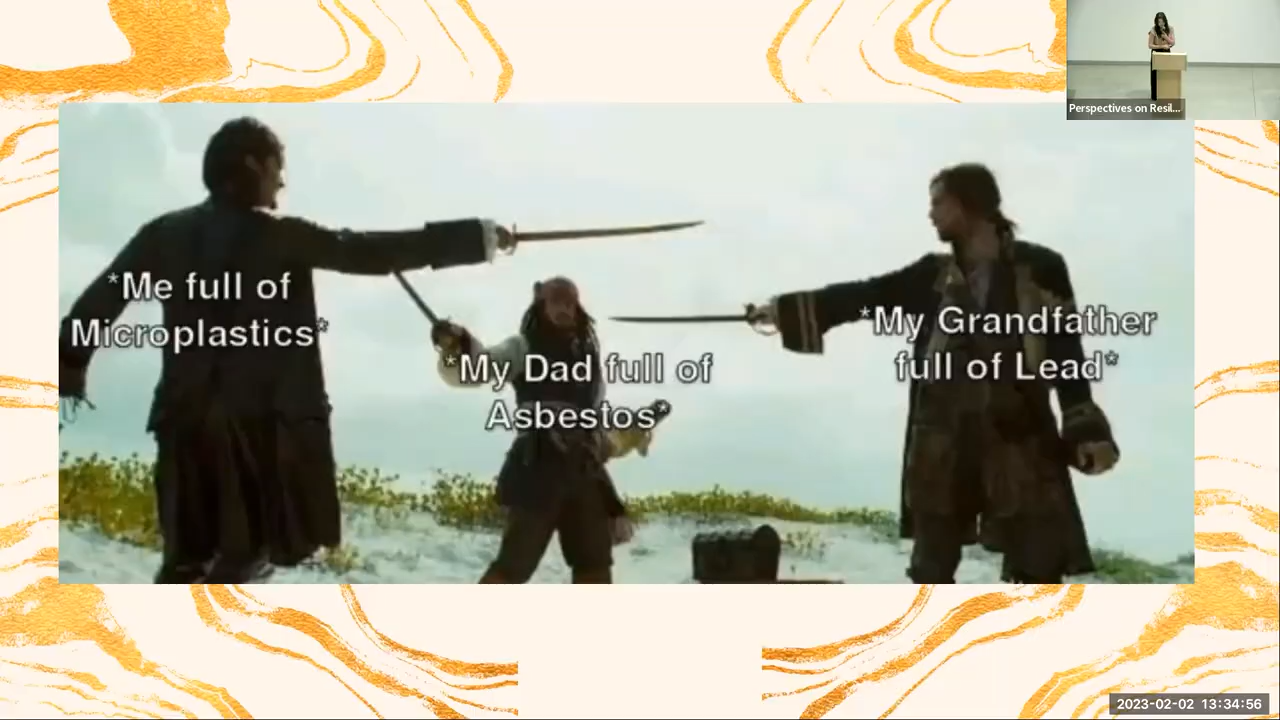 Perspectives on Resil...
*Me full of
Microplastics*
*My Dad full of
Asbestos*
*My Grandfather
full of Lead*
2023-02-02 13:34:56